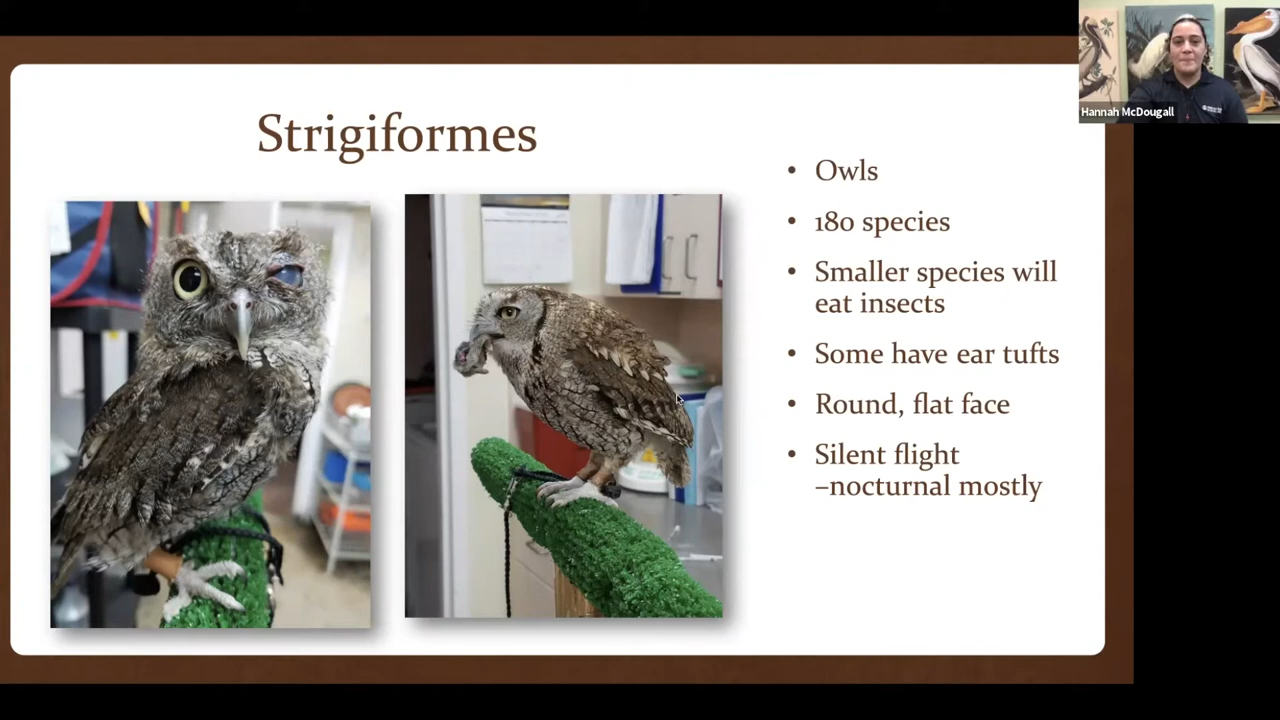 Hannah McDougall
Strigiformes
• Owls
• 180 species
• Smaller species will
eat insects
• Some have ear tufts
• Round, flat face
• Silent flight
–nocturnal mostly